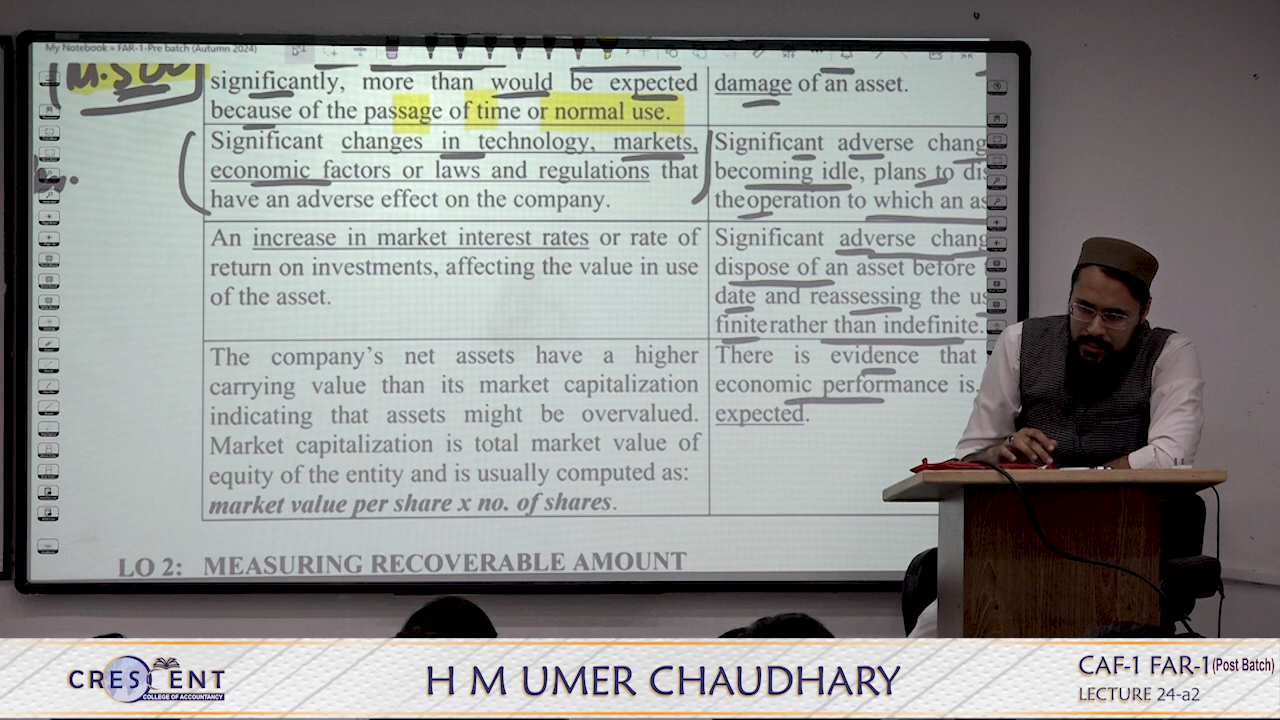 My Notebook » FAR-1-Pre batch (Autumn 2024)
significantly, more than would be expected
because of the passage of time or normal use.
damage of an asset.
Significant changes in technology, markets,
economic factors or laws and regulations that
have an adverse effect on the company.
Significant adverse chang
becoming idle, plans to dis
the operation to which an as
An increase in market interest rates or rate of
return on investments, affecting the value in use
of the asset.
Significant adverse chang
dispose of an asset before
date and reassessing the us
finite rather than indefinite.
The company's net assets have a higher
carrying value than its market capitalization
indicating that assets might be overvalued.
Market capitalization is total market value of
equity of the entity and is usually computed as:
market value per share x no. of shares.
There is evidence that
economic performance is
expected.
LO 2: MEASURING RECOVERABLE AMOUNT
CRESCENT
COLLEGE OF ACCOUNTANCY
H M UMER CHAUDHARY
CAF-1 FAR-1 (Post Batch)
LECTURE 24-a2